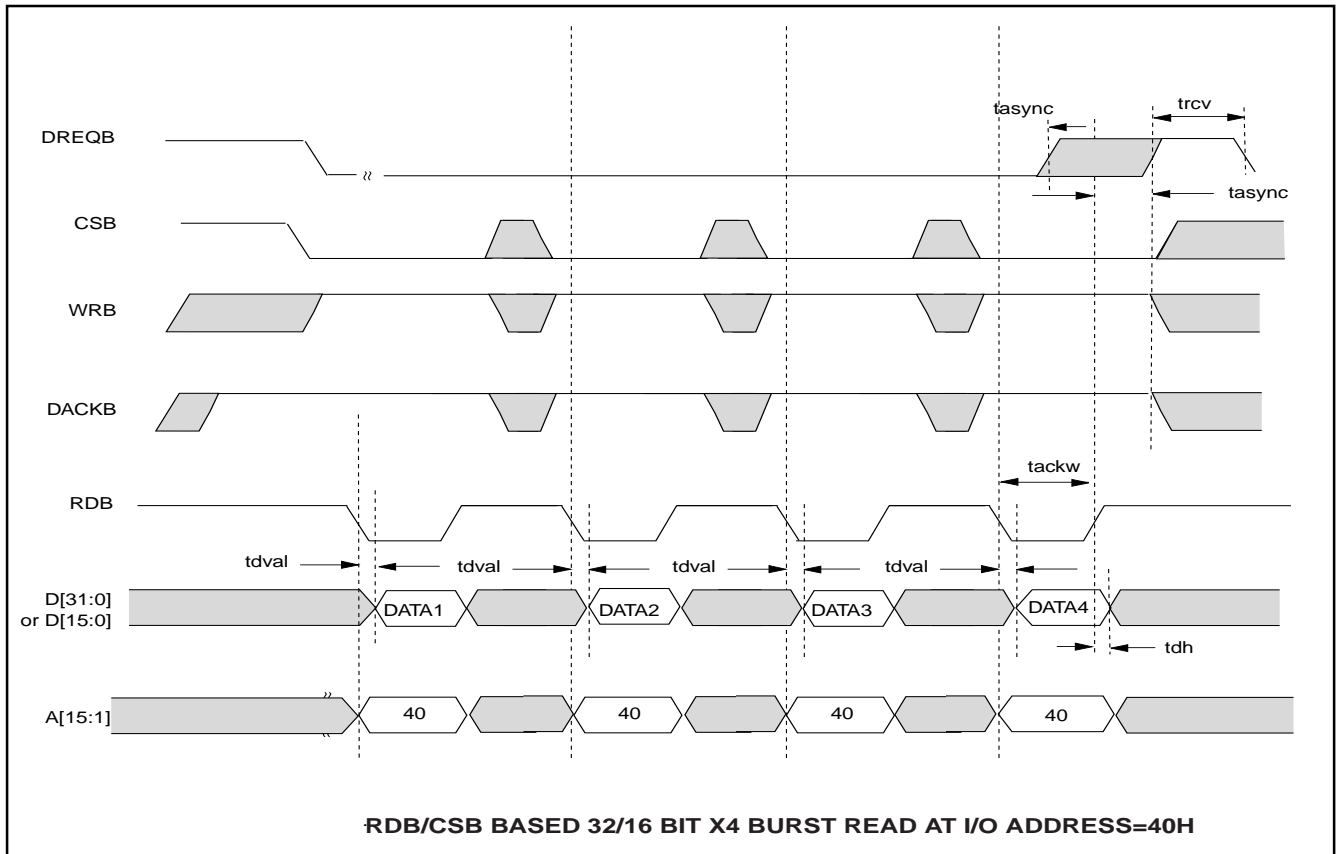 tasync
trcv
DREQB
tasync
CSB
WRB
DACKB
tackw
RDB
tdval
tdval
tdval
tdval
D[31:0]
or D[15:0]
DATA1
DATA2
DATA3
DATA4
tdh
A[15:1]
40
40
40
40
RDB/CSB BASED 32/16 BIT X4 BURST READ AT I/O ADDRESS=40H